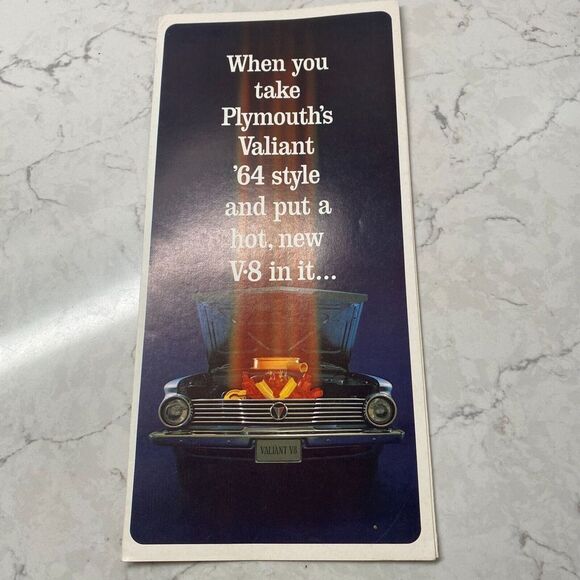 When you
take
Plymouth's
Valiant
'64 style
and put a
hot, new
V•8 in it...
VALIANT V8